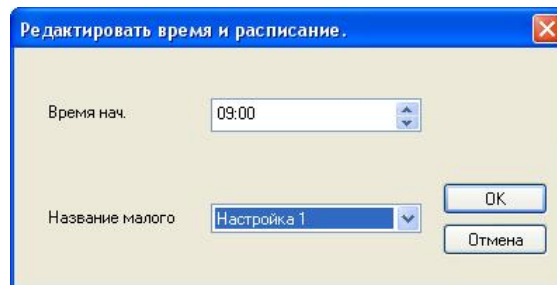 Редактировать время и расписание.
Время нач.
09:00
Название малого
Настройка 1
OK
Отмена